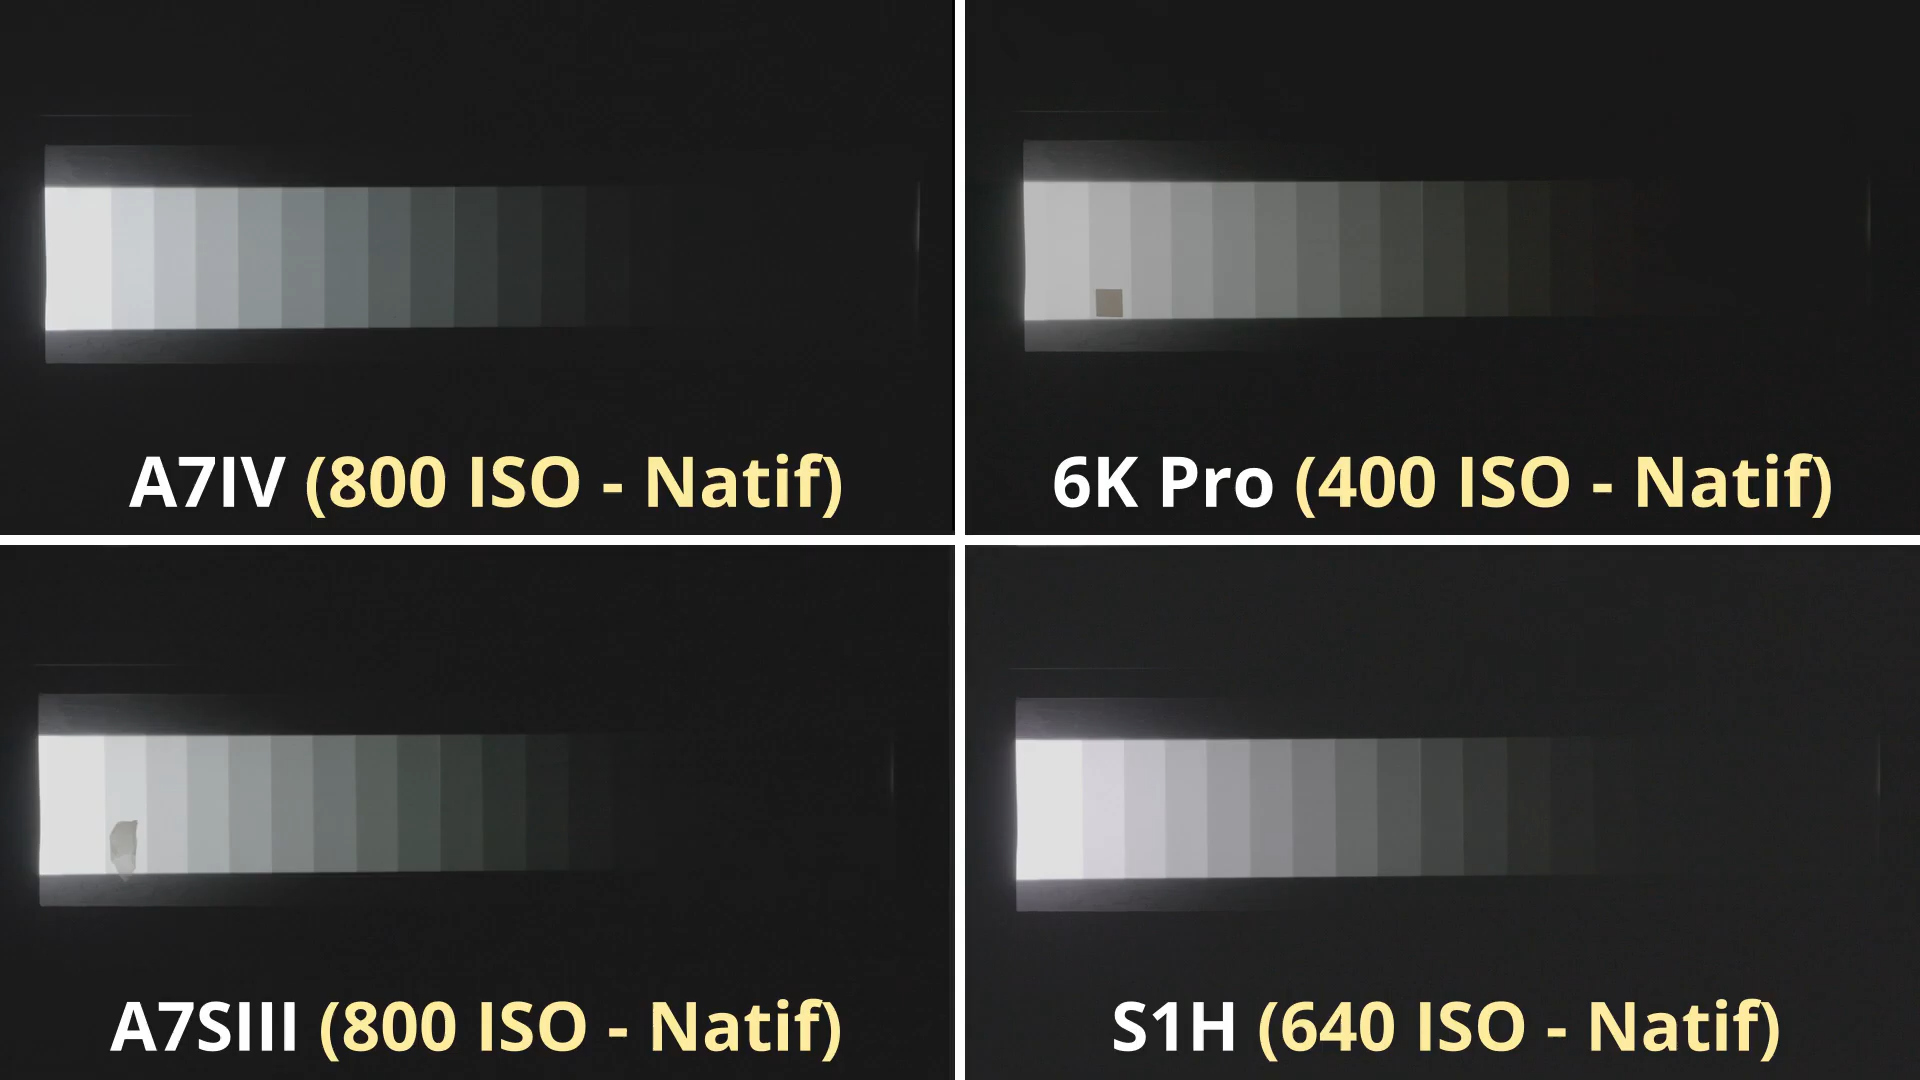 A7IV (800 ISO - Natif)
6K Pro (400 ISO - Natif)
A7SIII (800 ISO - Natif)
S1H (640 ISO - Natif)